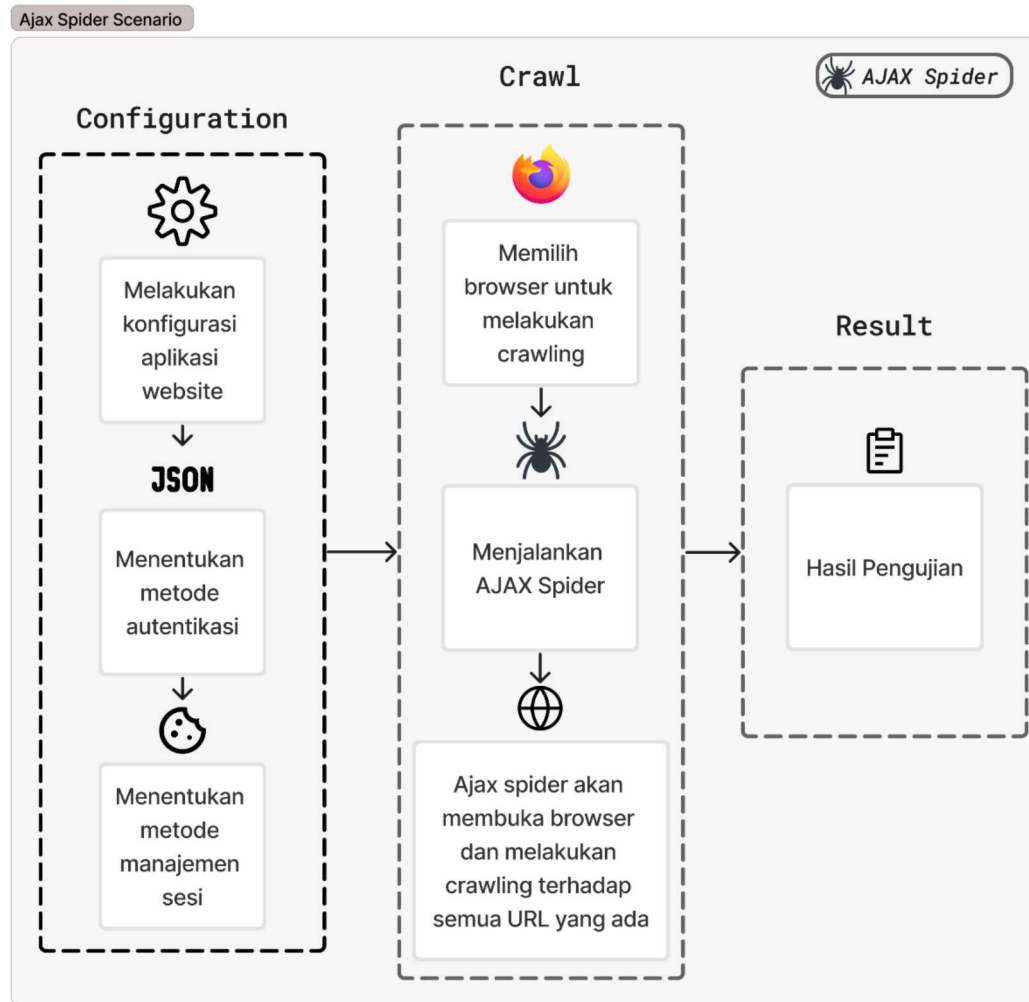 Ajax Spider Scenario
AJAX Spider
Configuration
Melakukan
konfigurasi
aplikasi
website
JSON
Menentukan
metode
autentikasi
Menentukan
metode
manajemen
sesi
Crawl
Memilih
browser untuk
melakukan
crawling
Menjalankan
AJAX Spider
Ajax spider akan
membuka browser
dan melakukan
crawling terhadap
semua URL yang ada
Result
Hasil Pengujian